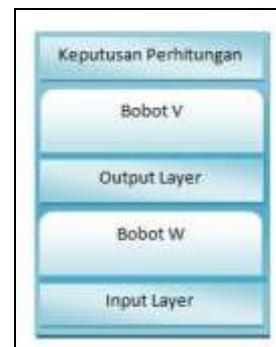 Keputusan Perhitungan
Bobot V
Output Layer
Bobot W
Input Layer